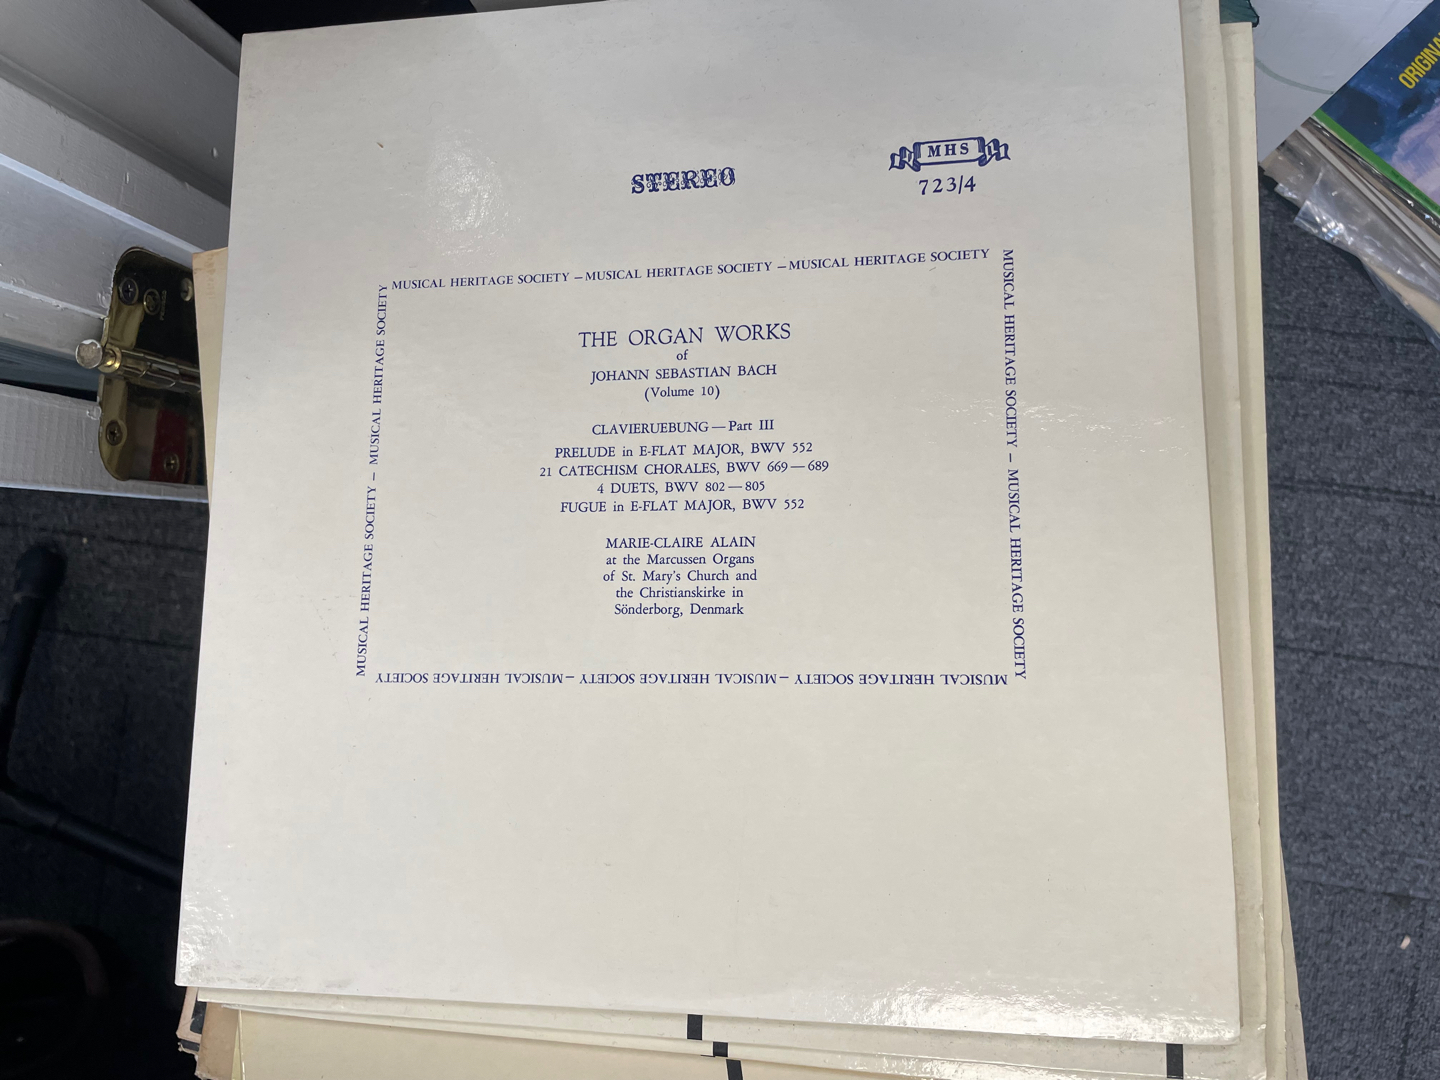 STEREO
MHS
723/4
MUSICAL HERITAGE SOCIETY — MUSICAL HERITAGE SOCIETY — MUSICAL HERITAGE SOCIETY
MUSICAL HERITAGE SOCIETY — MUSICAL HERITAGE SOCIETY
MUSICAL HERITAGE SOCIETY — MUSICAL HERITAGE SOCIETY
THE ORGAN WORKS
of
JOHANN SEBASTIAN BACH
(Volume 10)
CLAVIERUEBUNG — Part III
PRELUDE in E-FLAT MAJOR, BWV 552
21 CATECHISM CHORALES, BWV 669 — 689
4 DUETS, BWV 802 — 805
FUGUE in E-FLAT MAJOR, BWV 552
MARIE-CLAIRE ALAIN
at the Marcussen Organs
of St. Mary's Church and
the Christianskirke in
Sönderborg, Denmark
MUSICAL HERITAGE SOCIETY — MUSICAL HERITAGE SOCIETY — MUSICAL HERITAGE SOCIETY